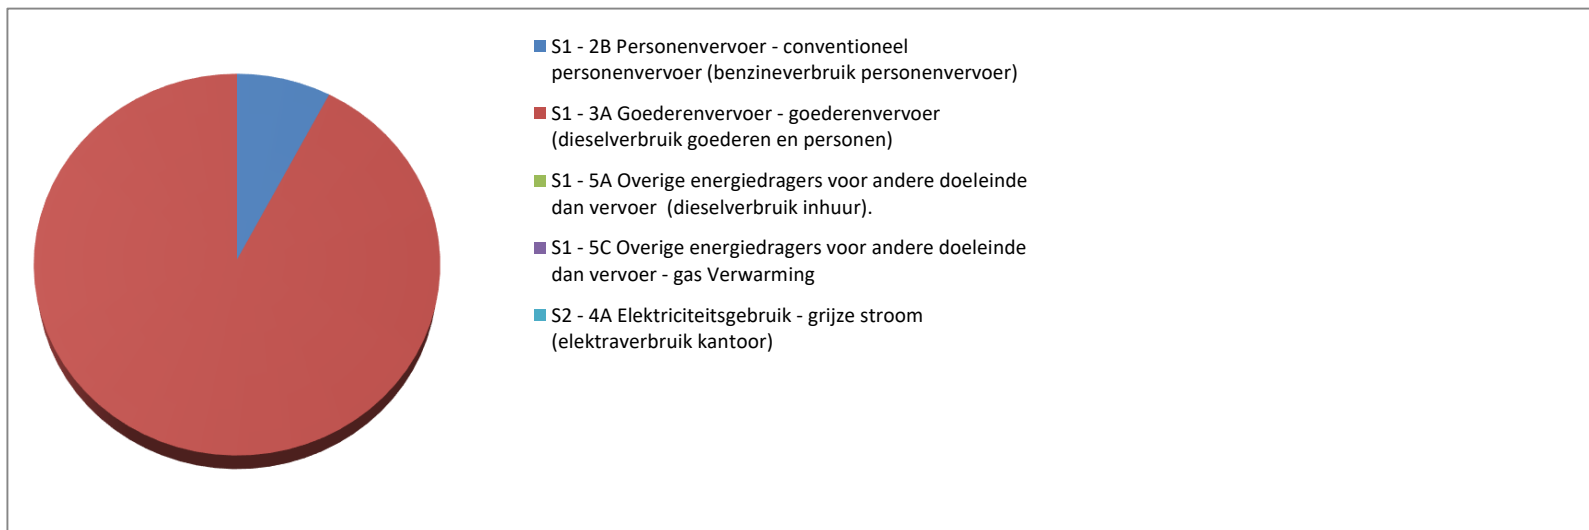 S1 - 2B Personenvervoer - conventioneel
personenvervoer (benzineverbruik personenvervoer)
S1 - 3A Goederenvervoer - goederenvervoer
(dieselverbruik goederen en personen)
S1 - 5A Overige energiedragers voor andere doeleinde
dan vervoer  (dieselverbruik inhuur).
S1 - 5C Overige energiedragers voor andere doeleinde
dan vervoer - gas Verwarming
S2 - 4A Elektriciteitsgebruik - grijze stroom
(elektraverbruik kantoor)